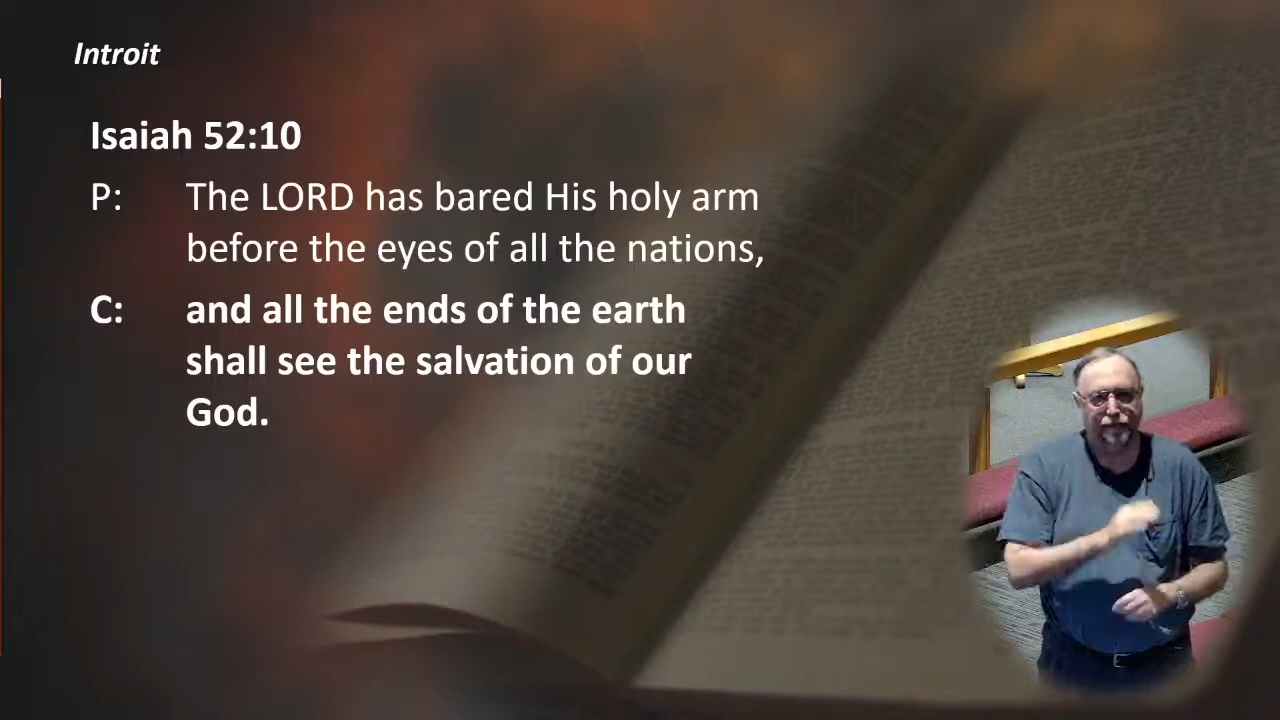 Introit
Isaiah 52:10
P: The LORD has bared His holy arm
before the eyes of all the nations,
C: and all the ends of the earth
shall see the salvation of our
God.